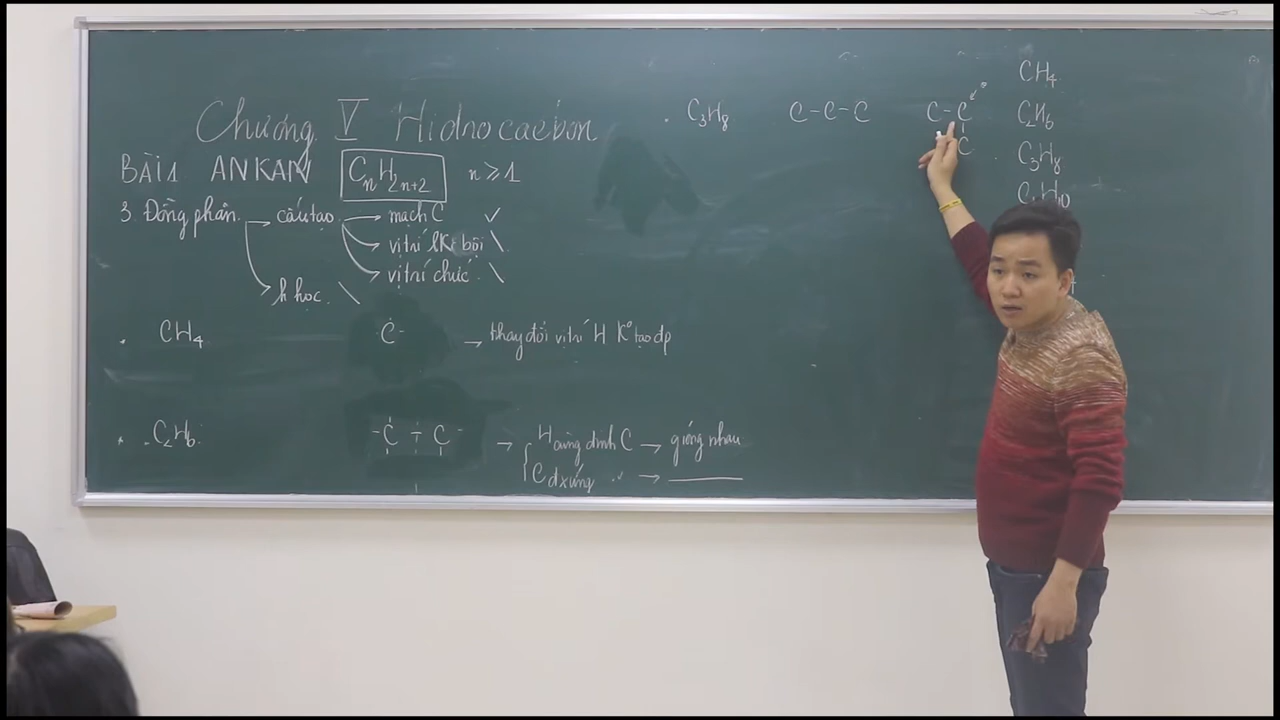 Chương V Hidrocacbon
BÀI 1 ANKAN CnH2n+2 n ≥ 1
3 Đồng phân → cấu tạo → mạch C ✓
→ vị trí lk bội \
→ vị trí chức \
→ h học \
. CH4 C → thay đổi vị trí H ko tạo đp
. C2H6 - C + C - → H cùng đính C → giống nhau
C đxứng →
. C3H8 C-C-C C-C
C
CH4
C2H6
C3H8